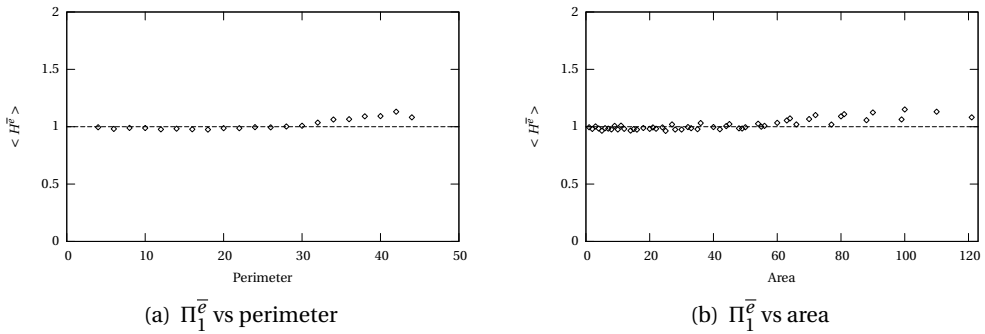 2
1.5
1
0.5
0
0 10 20 30 40 50
< H^e̅ >
Perimeter
(a) Π₁^e̅ vs perimeter
2
1.5
1
0.5
0
0 20 40 60 80 100 120
< H^e̅ >
Area
(b) Π₁^e̅ vs area